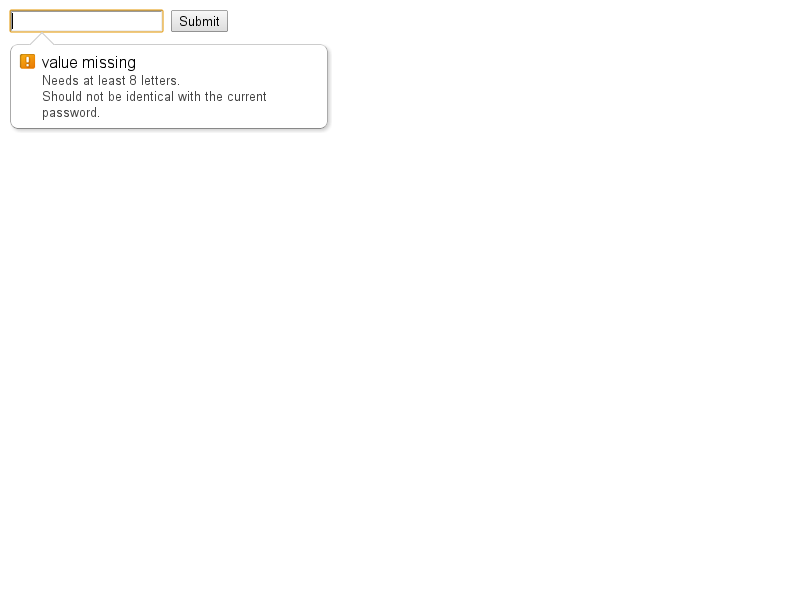 Submit
value missing
Needs at least 8 letters.
Should not be identical with the current
password.